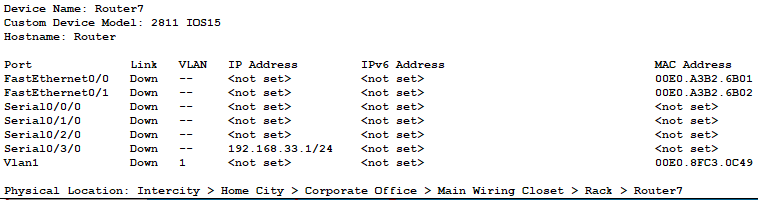 Device Name: Router7
Custom Device Model: 2811 IOS15
Hostname: Router
Port Link VLAN IP Address IPv6 Address MAC Address
FastEthernet0/0 Down -- <not set> <not set> 00E0.A3B2.6B01
FastEthernet0/1 Down -- <not set> <not set> 00E0.A3B2.6B02
Serial0/0/0 Down -- <not set> <not set> <not set>
Serial0/1/0 Down -- <not set> <not set> <not set>
Serial0/2/0 Down -- <not set> <not set> <not set>
Serial0/3/0 Down -- 192.168.33.1/24 <not set> <not set>
Vlan1 Down 1 <not set> <not set> 00E0.8FC3.0C49
Physical Location: Intercity > Home City > Corporate Office > Main Wiring Closet > Rack > Router7